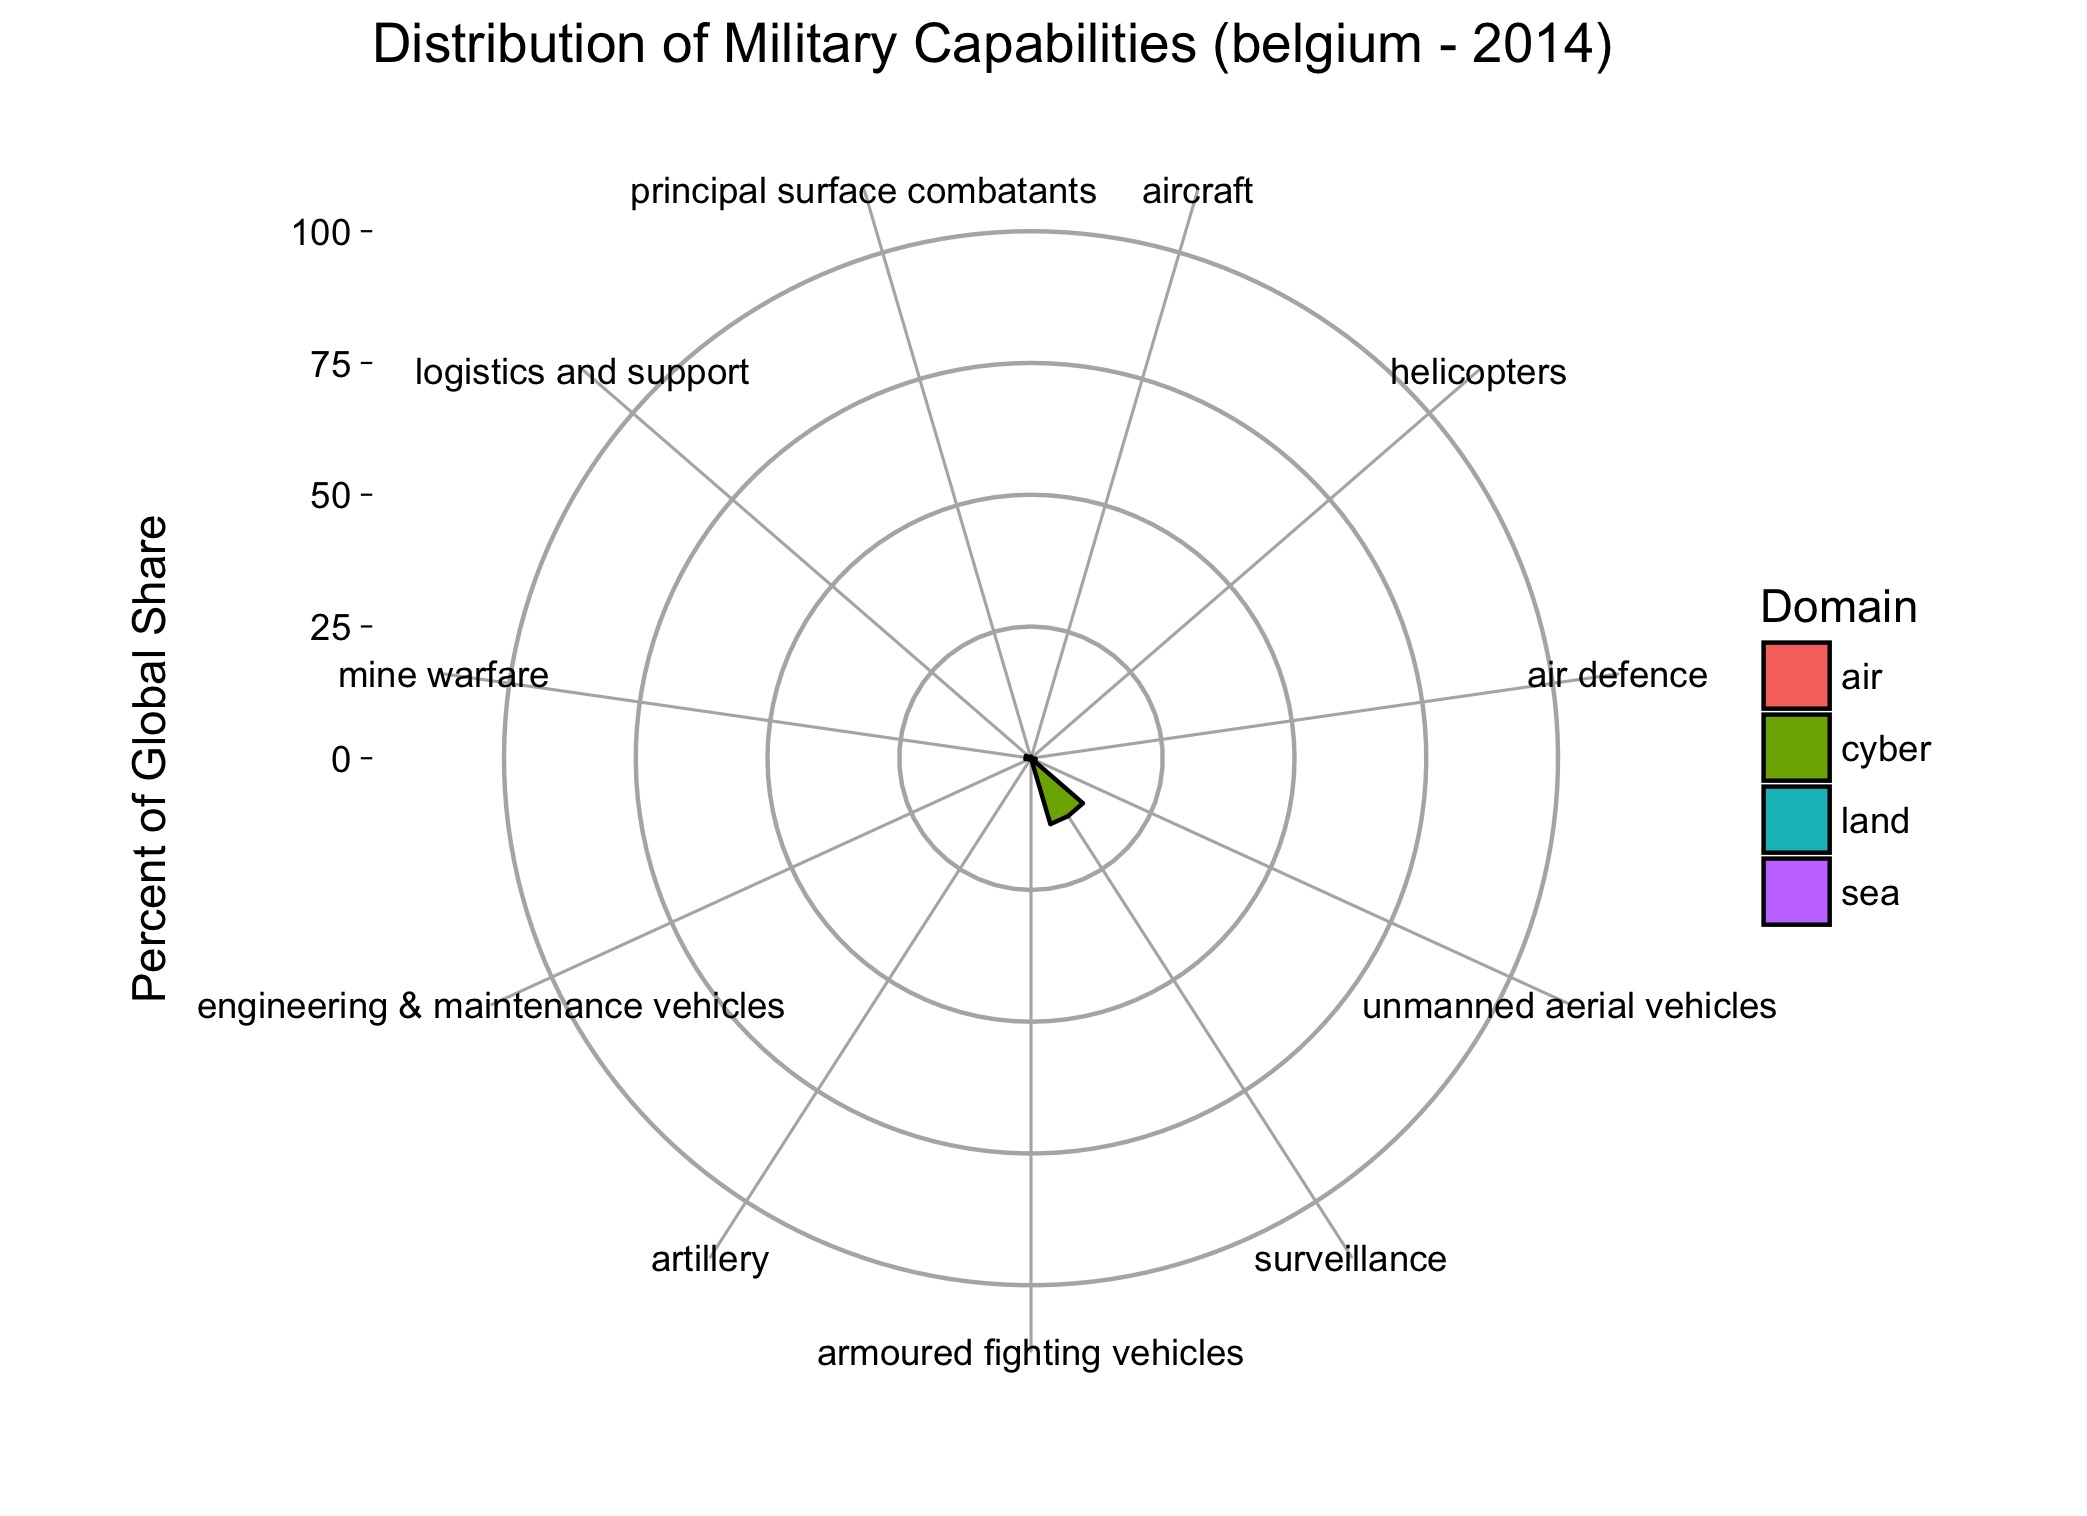 Distribution of Military Capabilities (belgium - 2014)
principal surface combatants
aircraft
100
logistics and support
helicopters
75
50
25
mine warfare
air defence
0
Percent of Global Share
Domain
air
cyber
land
sea
engineering & maintenance vehicles
unmanned aerial vehicles
artillery
surveillance
armoured fighting vehicles